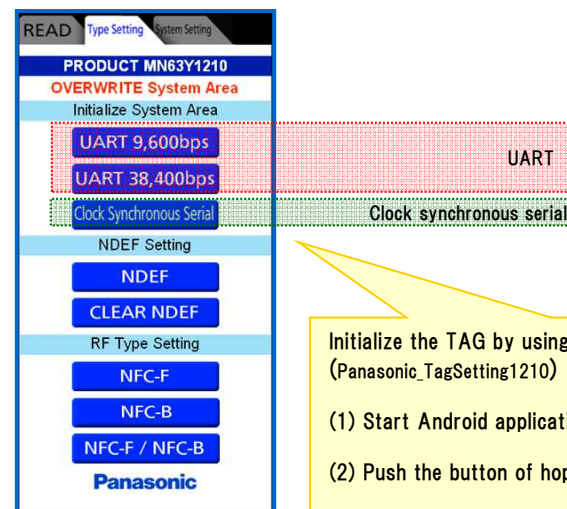 READ Type Setting System Setting
PRODUCT MN63Y1210
OVERWRITE System Area
Initialize System Area
UART 9,600bps
UART 38,400bps
UART
Clock Synchronous Serial
Clock synchronous serial
NDEF Setting
NDEF
CLEAR NDEF
RF Type Setting
NFC-F
NFC-B
NFC-F / NFC-B
Panasonic
Initialize the TAG by using
(Panasonic_TagSetting1210)
(1) Start Android applicati
(2) Push the button of hop